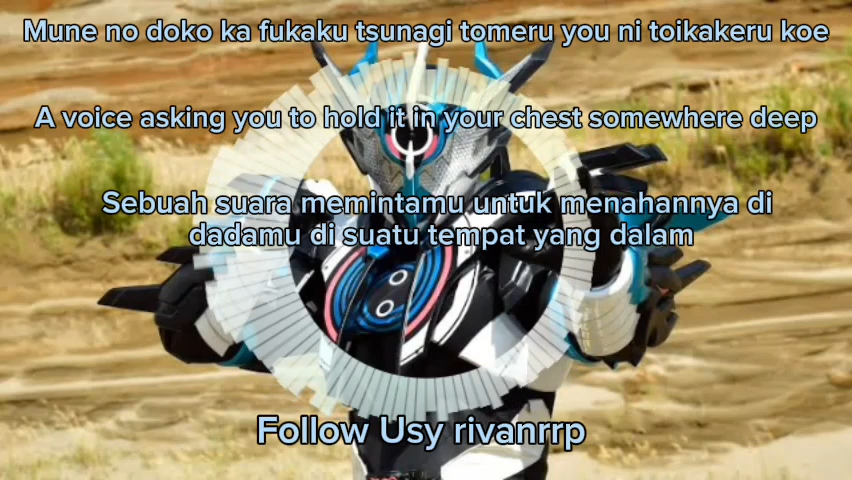 Mune no doko ka fukaku tsunagi tomeru you ni toikakeru koe
A voice asking you to hold it in your chest somewhere deep
Sebuah suara memintamu untuk menahannya di
dadamu di suatu tempat yang dalam
Follow Usy rivanrrp